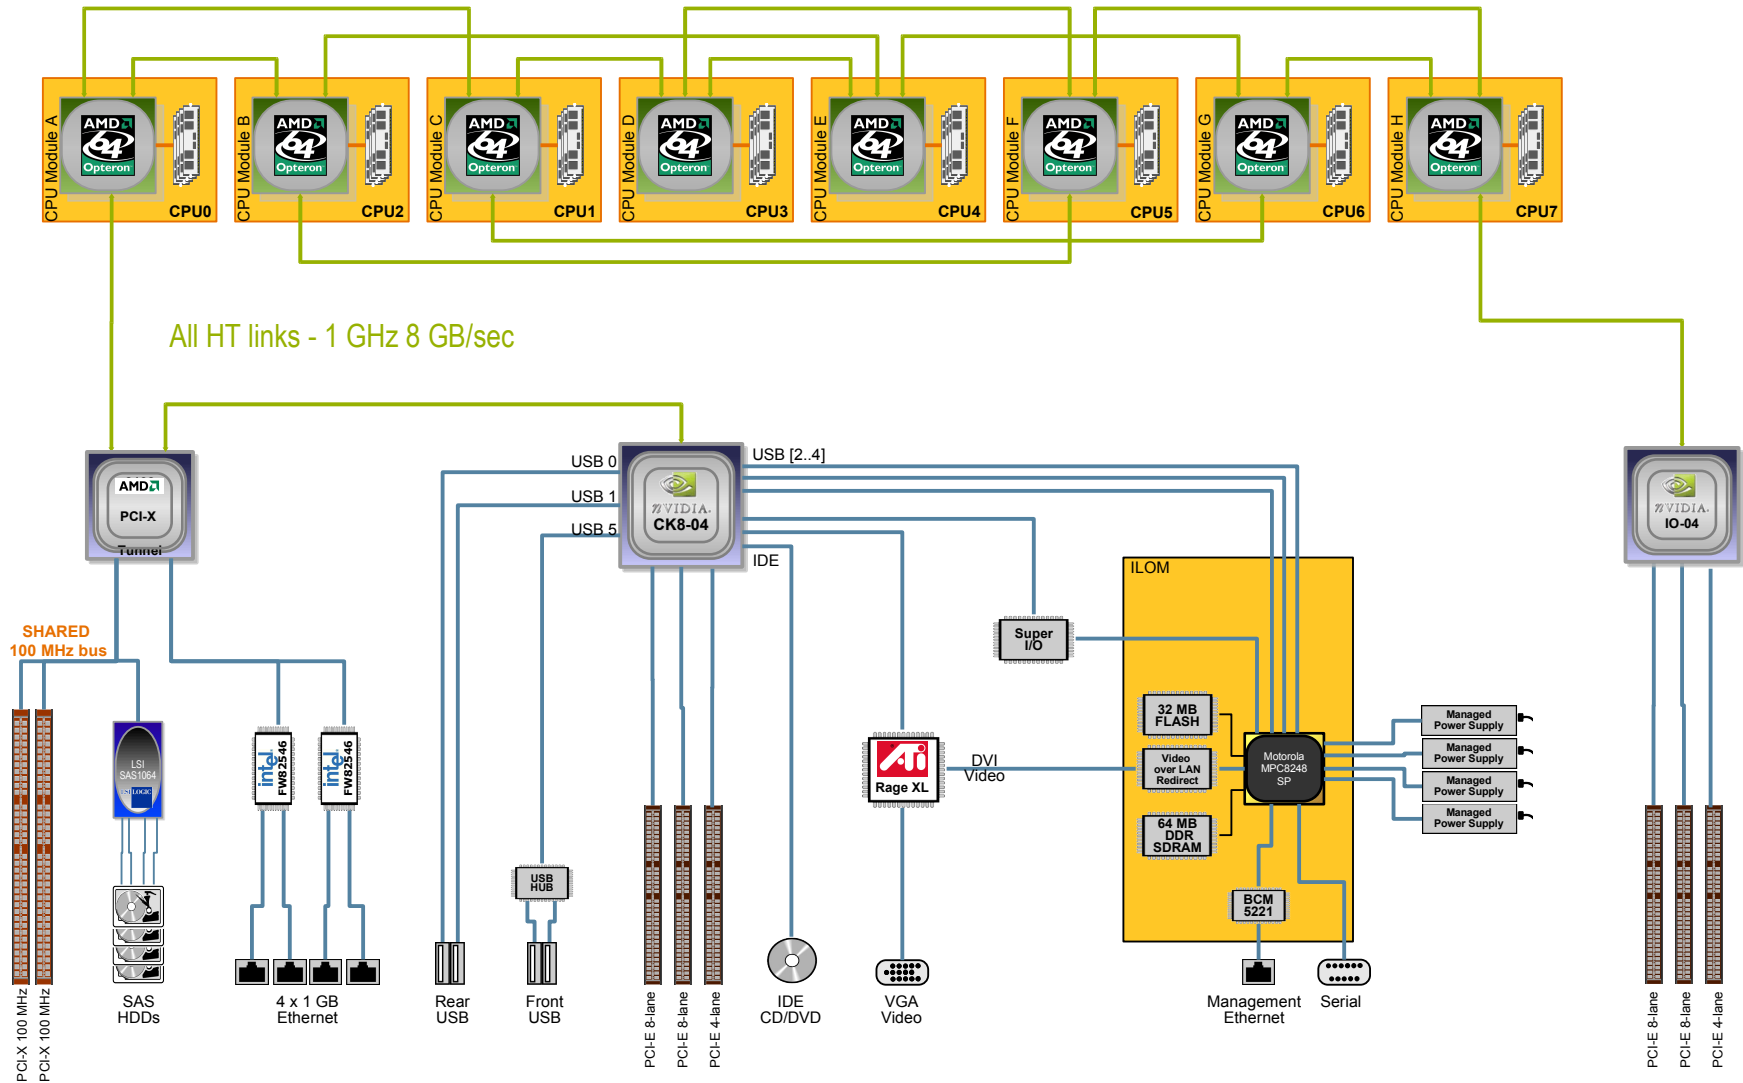 CPU Module A
AMD
64
Opteron
CPU0
CPU Module B
AMD
64
Opteron
CPU2
CPU Module C
AMD
64
Opteron
CPU1
CPU Module D
AMD
64
Opteron
CPU3
CPU Module E
AMD
64
Opteron
CPU4
CPU Module F
AMD
64
Opteron
CPU5
CPU Module G
AMD
64
Opteron
CPU6
CPU Module H
AMD
64
Opteron
CPU7
All HT links - 1 GHz 8 GB/sec
AMD
PCI-X
Tunnel
USB 0
USB 1
USB 5
nVIDIA.
CK8-04
USB [2..4]
IDE
nVIDIA.
IO-04
ILOM
SHARED
100 MHz bus
Super
I/O
LSI
SAS1064
LSI LOGIC
intel.
FW82546
intel.
FW82546
ATi
Rage XL
DVI
Video
32 MB
FLASH
Video
over LAN
Redirect
64 MB
DDR
SDRAM
Motorola
MPC8248
SP
Managed
Power Supply
Managed
Power Supply
Managed
Power Supply
Managed
Power Supply
USB
HUB
BCM
5221
PCI-X 100 MHz
PCI-X 100 MHz
SAS
HDDs
4 x 1 GB
Ethernet
Rear
USB
Front
USB
PCI-E 8-lane
PCI-E 8-lane
PCI-E 4-lane
IDE
CD/DVD
VGA
Video
Management
Ethernet
Serial
PCI-E 8-lane
PCI-E 8-lane
PCI-E 4-lane